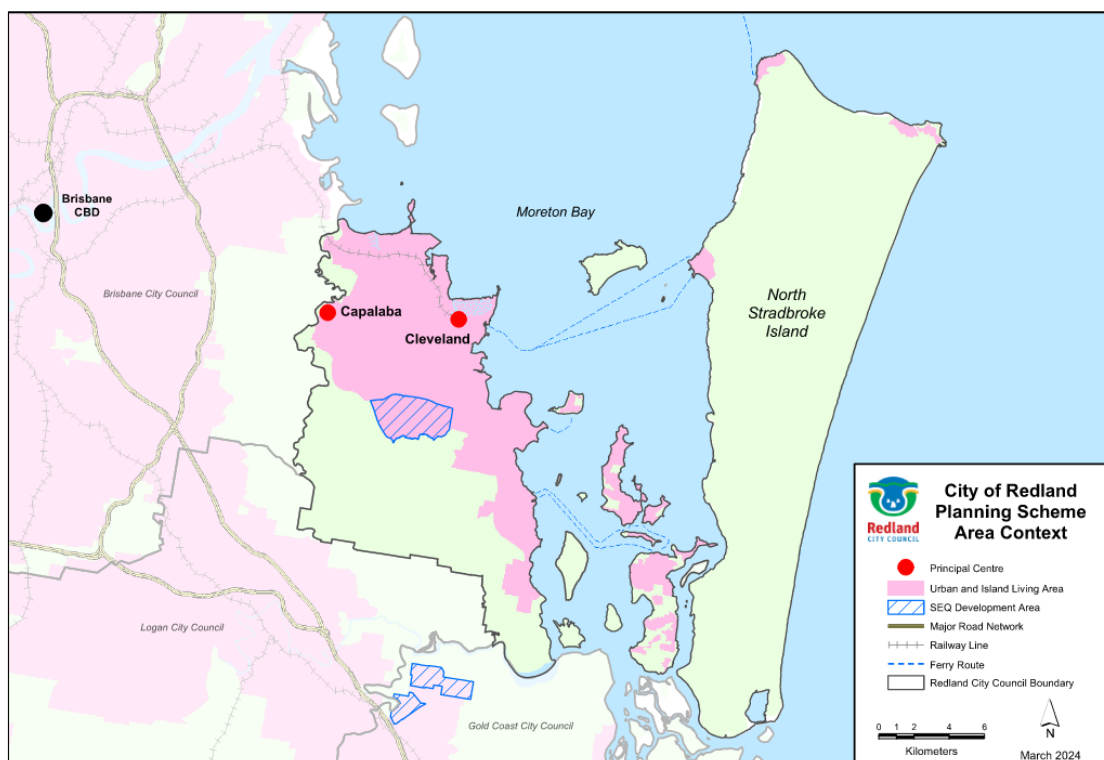 Brisbane
CBD
Moreton Bay
Brisbane City Council
Capalaba
Cleveland
North
Stradbroke
Island
Logan City Council
Gold Coast City Council
Redland
CITY COUNCIL
City of Redland
Planning Scheme
Area Context
Principal Centre
Urban and Island Living Area
SEQ Development Area
Major Road Network
Railway Line
Ferry Route
Redland City Council Boundary
0 1 2 4 6
Kilometers
N
March 2024